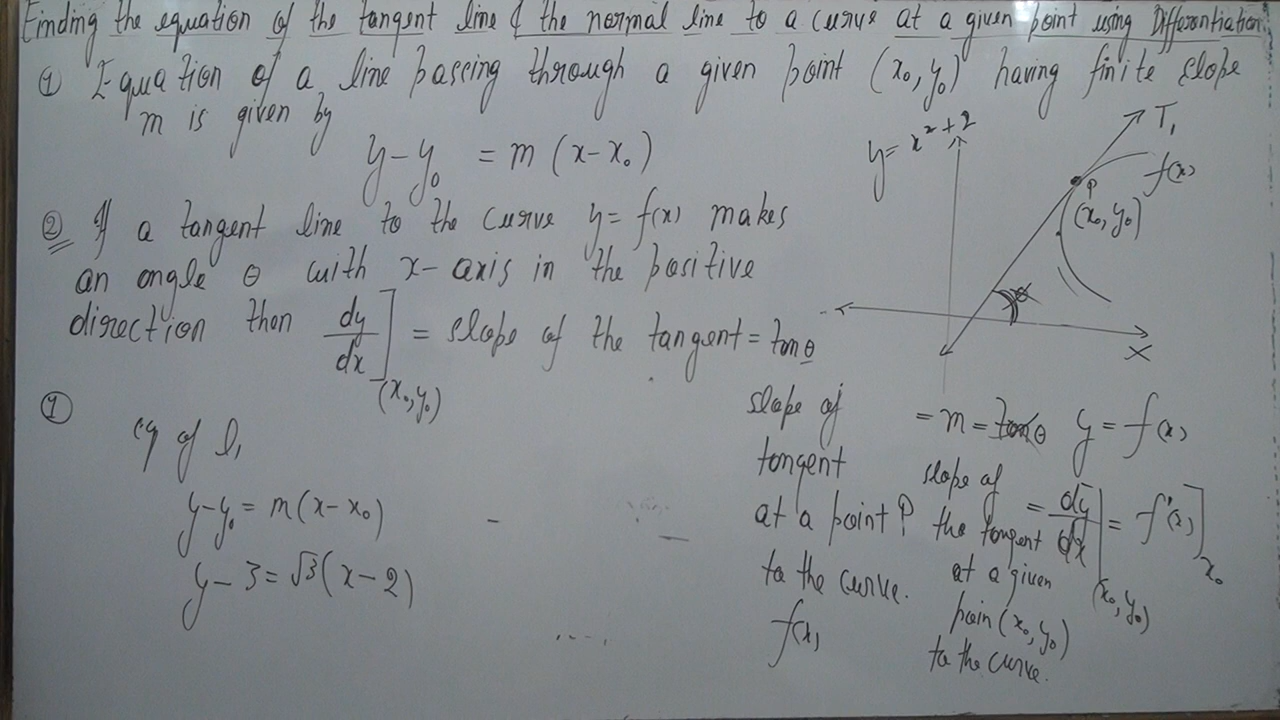 Finding the equation of the tangent line & the normal line to a curve at a given point using Differentiation.
① Equation of a line passing through a given point (x₀, y₀) having finite slope
m is given by
y - y₀ = m (x - x₀)
② If a tangent line to the curve y = f(x) makes
an angle θ with x-axis in the positive
direction then dy/dx](x₀, y₀) = slope of the tangent = tanθ
y = x² + 2
T₁
f(x)
P
(x₀, y₀)
θ
X
①
eq of l₁
y - y₀ = m(x - x₀)
y - 3 = √3(x - 2)
slope of
tangent
at a point P
to the curve.
f(x)
= m = tanθ y = f(x)
slope of
the tangent = dy/dx|(x₀, y₀) = f'(x)]x₀
at a given
poin (x₀, y₀)
to the curve.